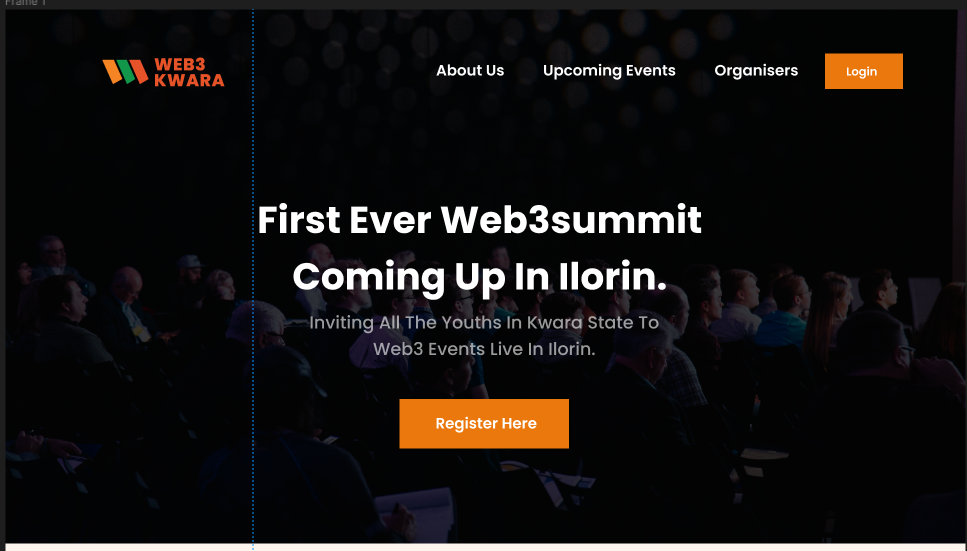 Frame 1
WEB3
KWARA
About Us
Upcoming Events
Organisers
Login
First Ever Web3summit
Coming Up In Ilorin.
Inviting All The Youths In Kwara State To
Web3 Events Live In Ilorin.
Register Here